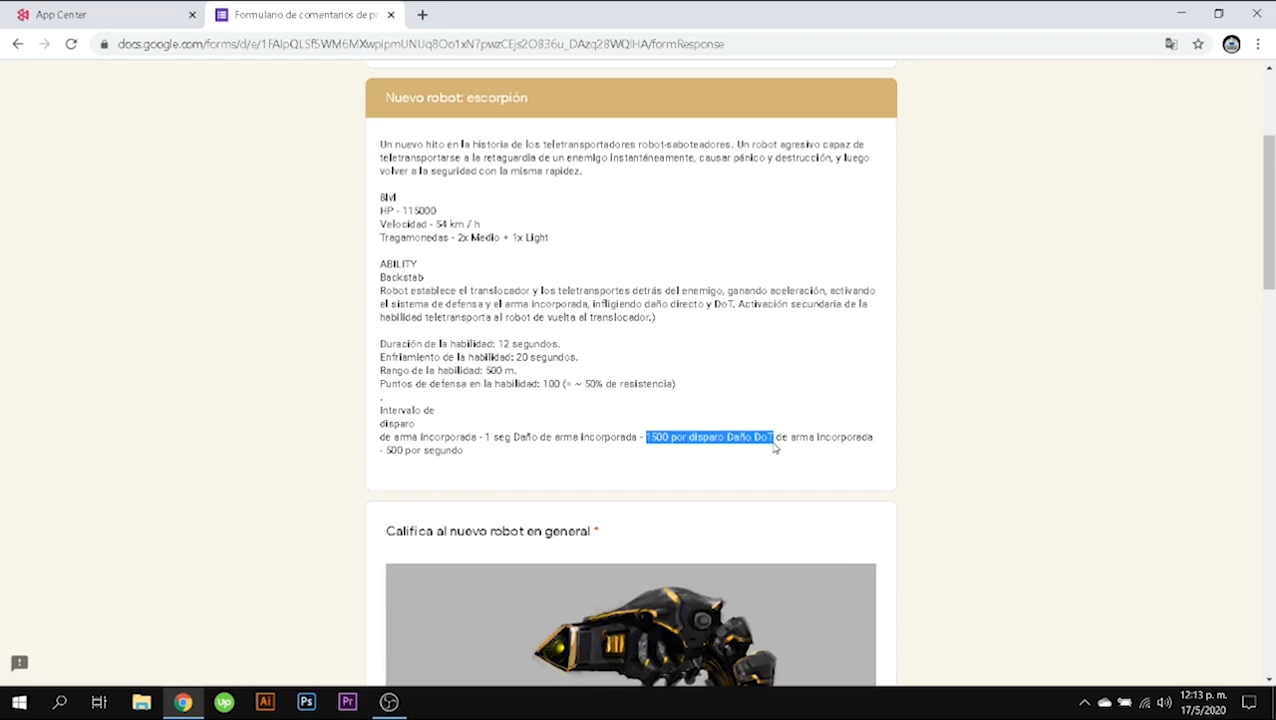 App Center
Formulario de comentarios de pr
docs.google.com/forms/d/e/1FAIpQLSf5WM6MXwpipmUNUq8Oo1xN7pwzCEjs2O836u_DAzq28WQIHA/formResponse
Nuevo robot: escorpión
Un nuevo hito en la historia de los teletransportadores robot-saboteadores. Un robot agresivo capaz de
teletransportarse a la retaguardia de un enemigo instantáneamente, causar pánico y destrucción, y luego
volver a la seguridad con la misma rapidez.
8lvl
HP - 115000
Velocidad - 54 km / h
Tragamonedas - 2x Medio + 1x Light
ABILITY
Backstab
Robot establece el translocador y los teletransportes detrás del enemigo, ganando aceleración, activando
el sistema de defensa y el arma incorporada, infligiendo daño directo y DoT. Activación secundaria de la
habilidad teletransporta al robot de vuelta al translocador.)
Duración de la habilidad: 12 segundos.
Enfriamiento de la habilidad: 20 segundos.
Rango de la habilidad: 500 m.
Puntos de defensa en la habilidad: 100 (= ~ 50% de resistencia)
.
Intervalo de
disparo
de arma incorporada - 1 seg Daño de arma incorporada - 1500 por disparo Daño DoT de arma incorporada
- 500 por segundo
Califica al nuevo robot en general *
Up
Ai
Ps
Pr
12:13 p. m.
17/5/2020